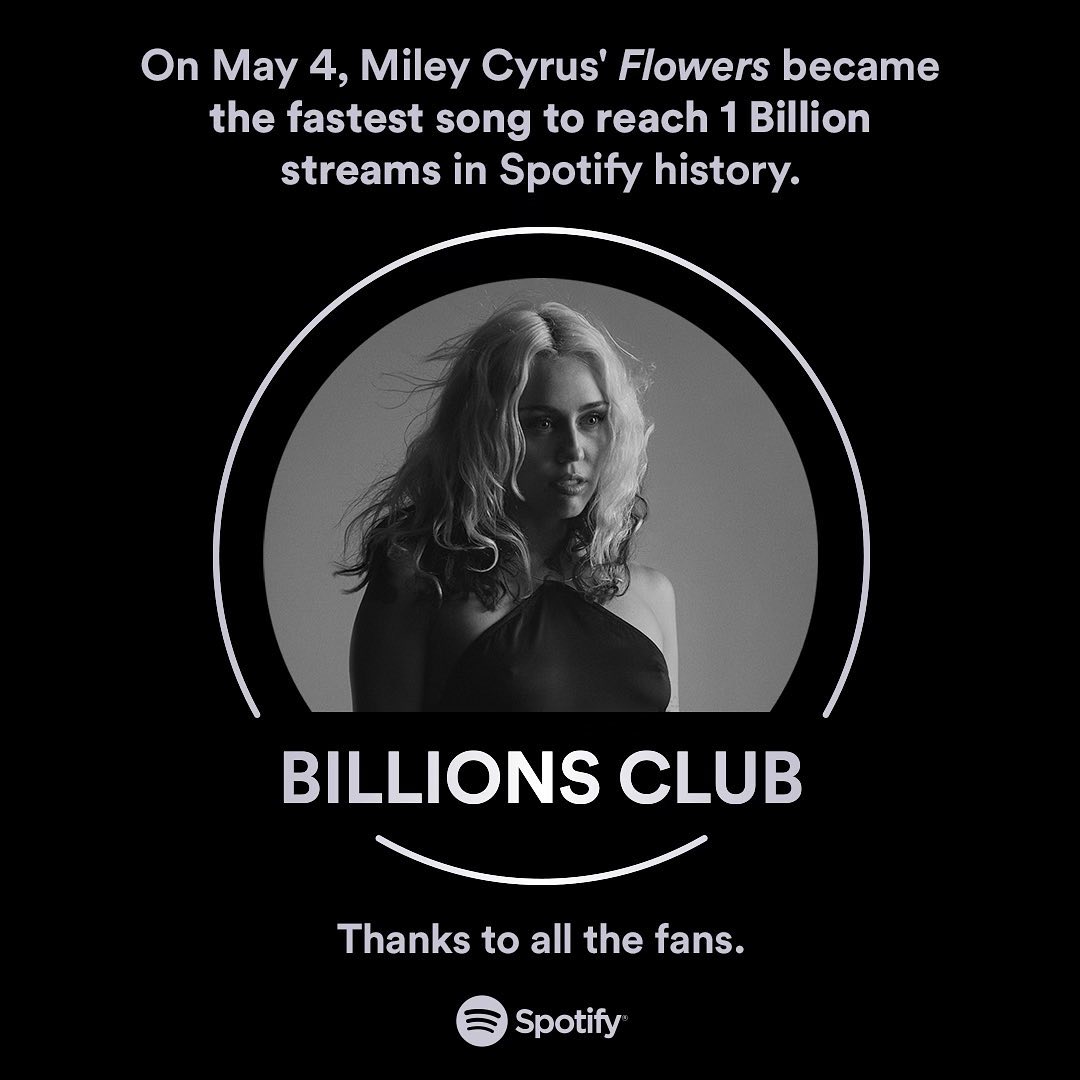 On May 4, Miley Cyrus' Flowers became
the fastest song to reach 1 Billion
streams in Spotify history.
BILLIONS CLUB
Thanks to all the fans.
Spotify®